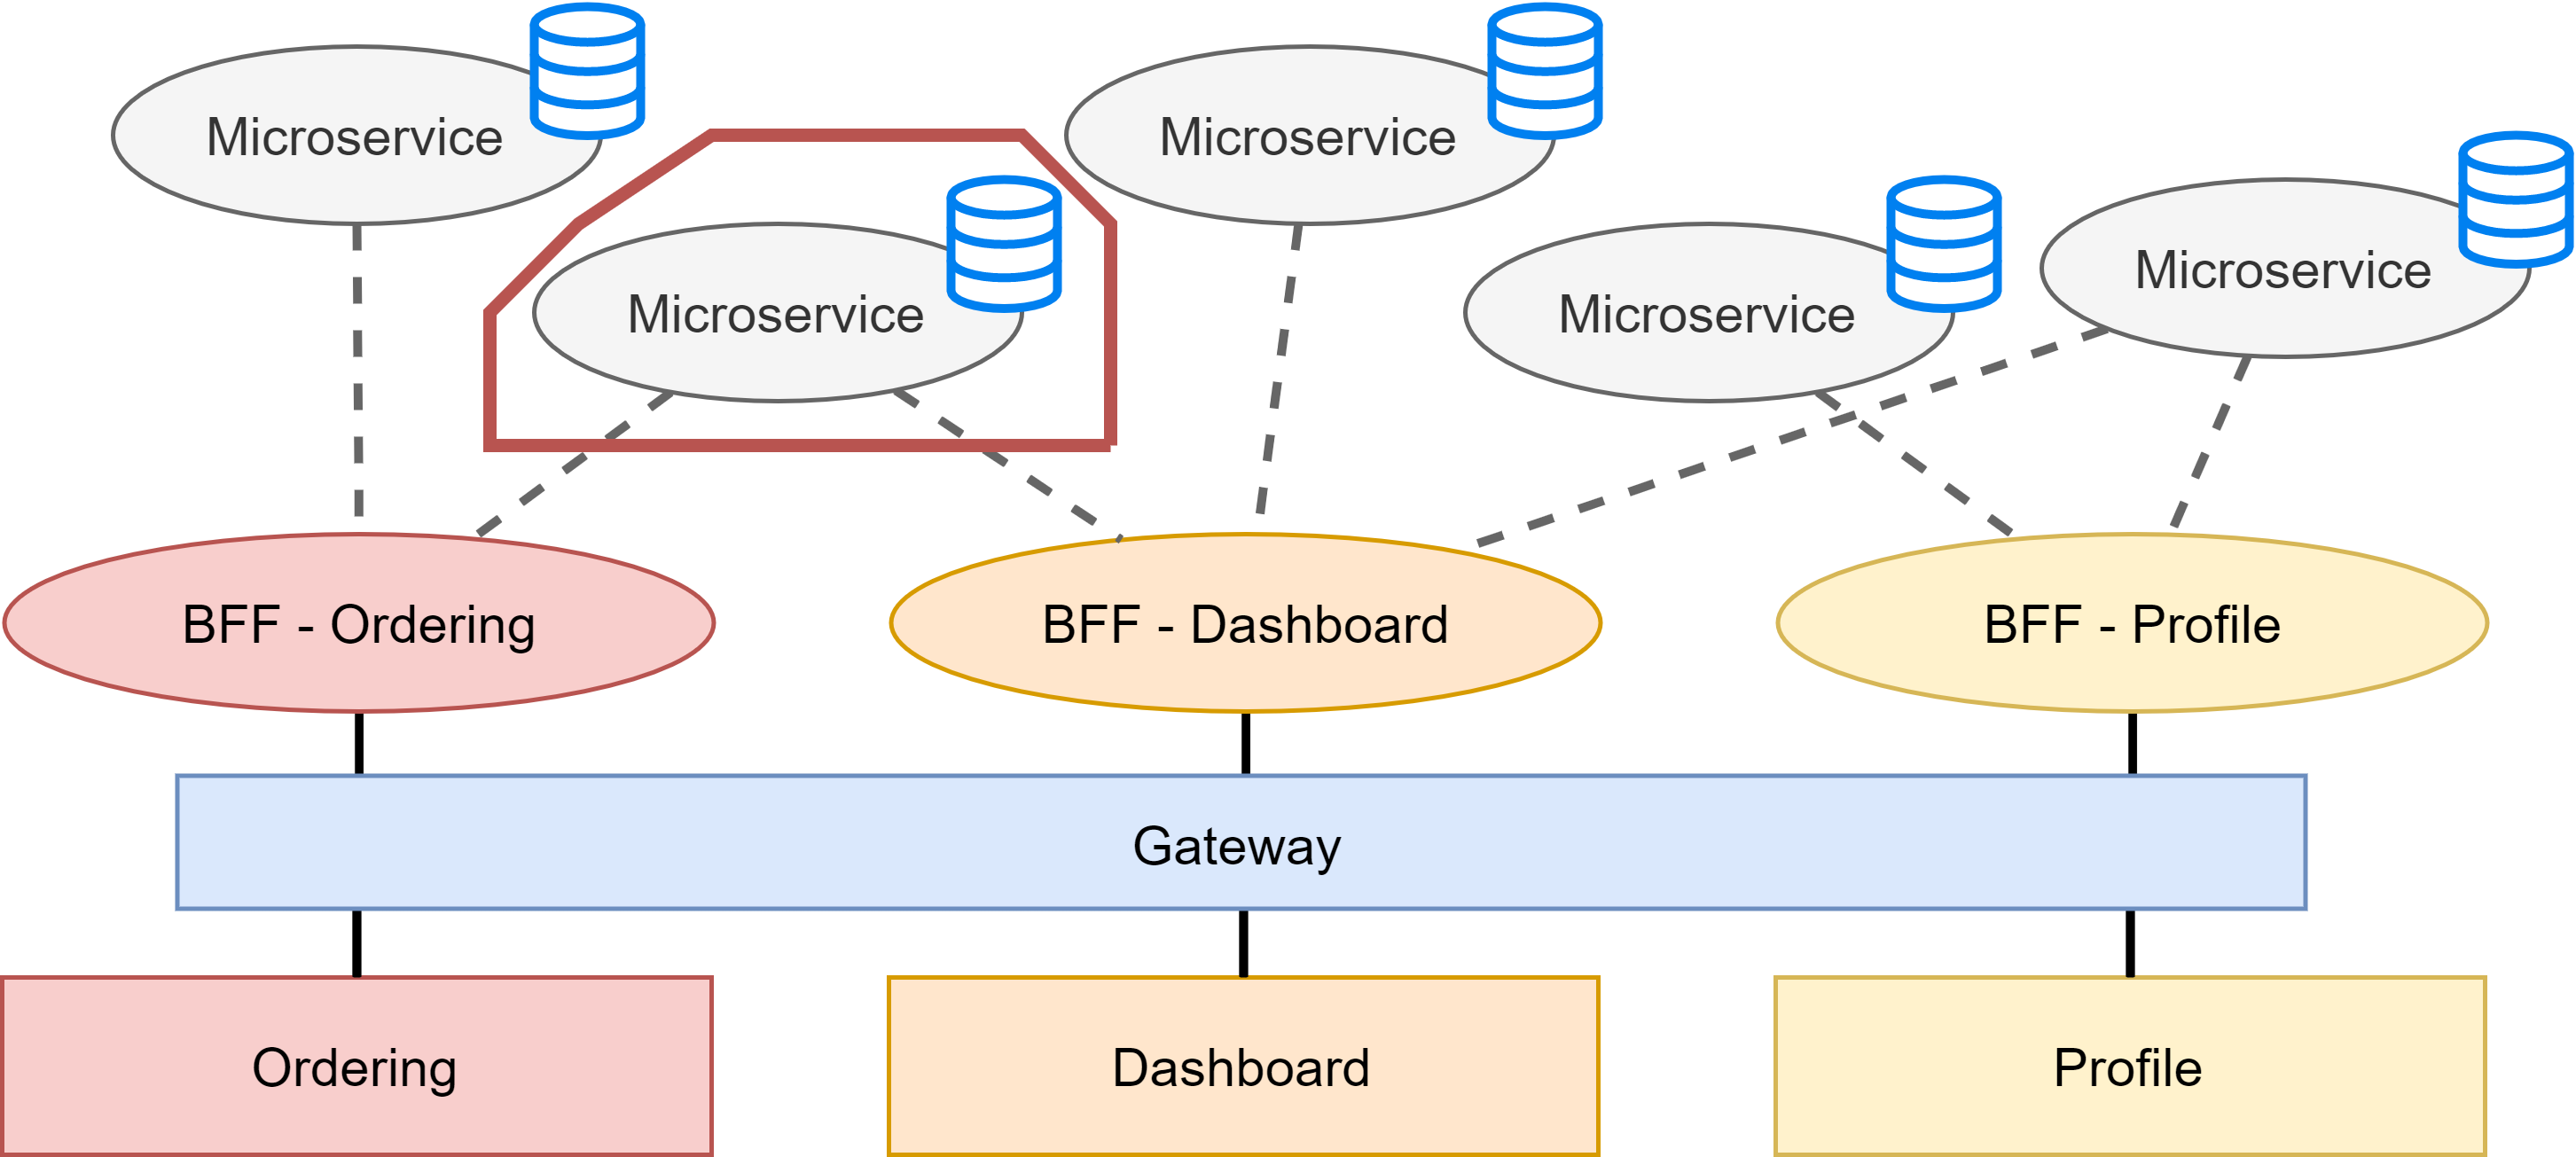 Microservice
Microservice
Microservice
Microservice
Microservice
BFF - Ordering
BFF - Dashboard
BFF - Profile
Gateway
Ordering
Dashboard
Profile